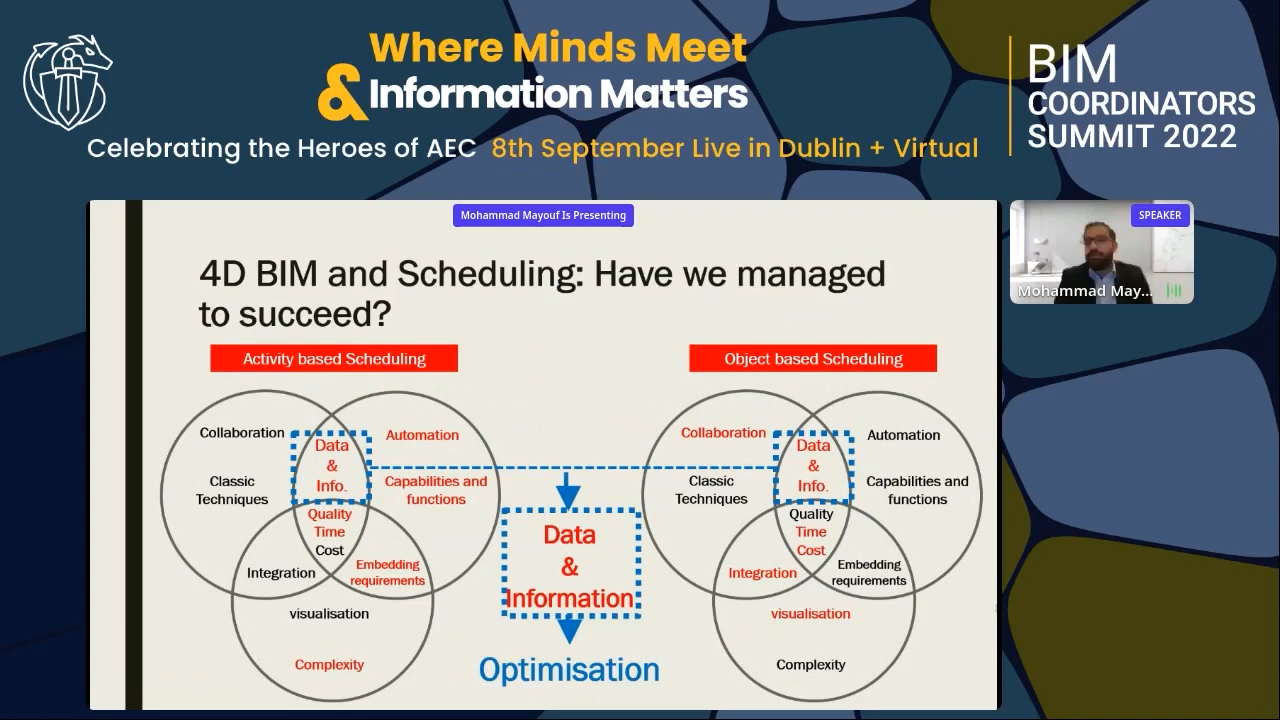 Where Minds Meet
& Information Matters
Celebrating the Heroes of AEC 8th September Live in Dublin + Virtual
BIM
COORDINATORS
SUMMIT 2022
Mohammad Mayouf Is Presenting
SPEAKER
Mohammad May...
4D BIM and Scheduling: Have we managed
to succeed?
Activity based Scheduling
Collaboration
Data
&
Info.
Automation
Classic
Techniques
Capabilities and
functions
Quality
Time
Cost
Integration
Embedding
requirements
visualisation
Complexity
Data
&
Information
Optimisation
Object based Scheduling
Collaboration
Data
&
Info.
Automation
Classic
Techniques
Capabilities and
functions
Quality
Time
Cost
Integration
Embedding
requirements
visualisation
Complexity